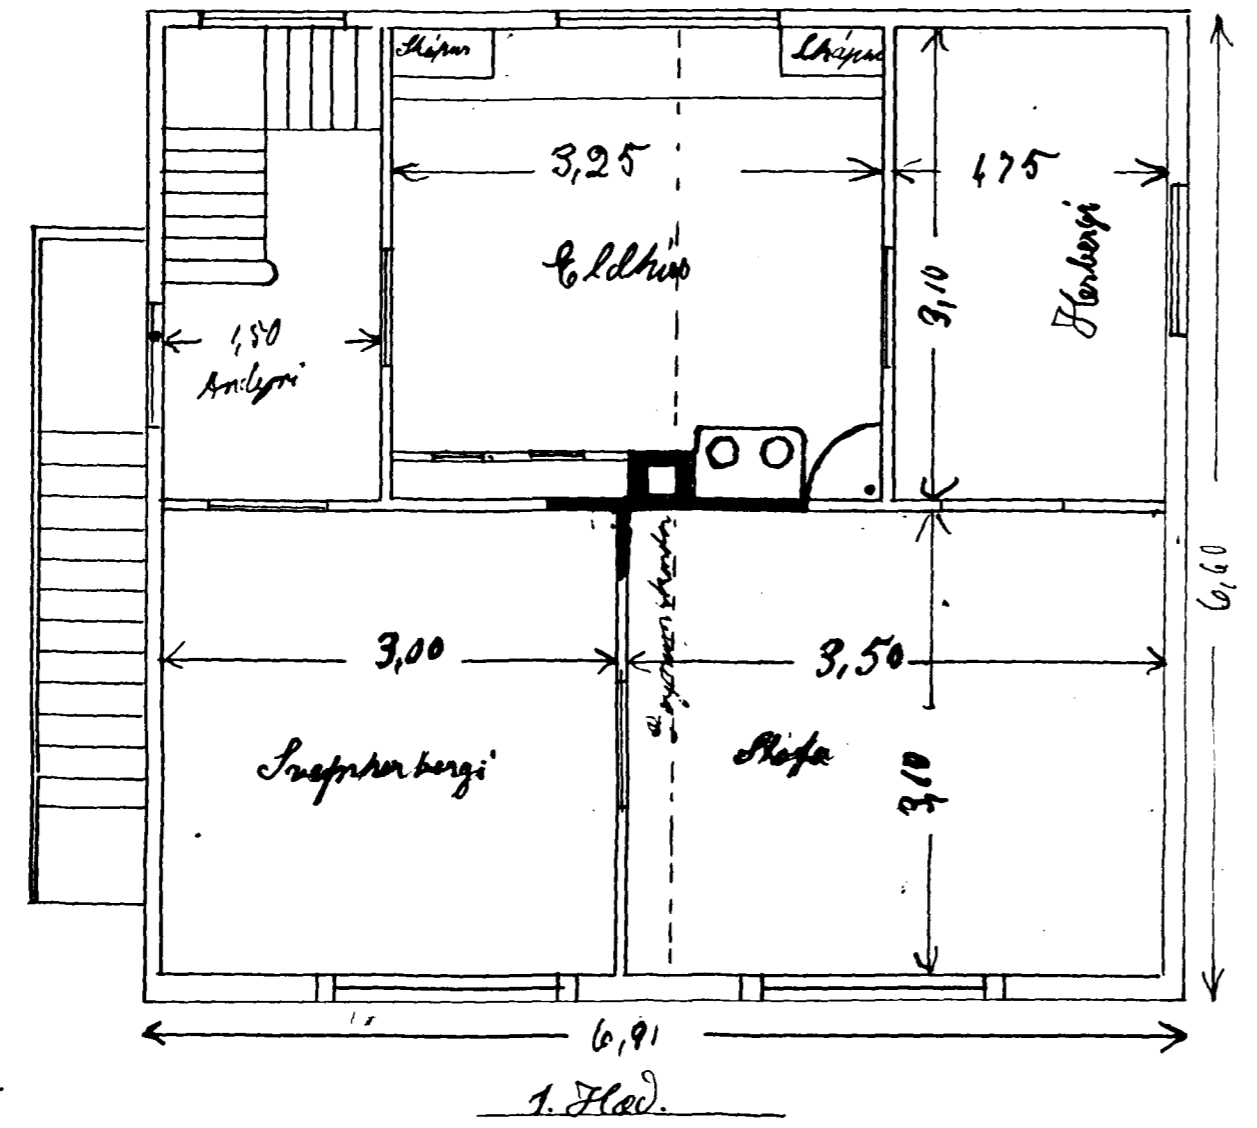 Skápur
Skápur
3,25
1,75
Eldhús
Herbergi
3,10
1,50
Andyri
6,60
3,00
3,50
Svefnherbergi
Stofa
3,10
6,91
1. Hæð.